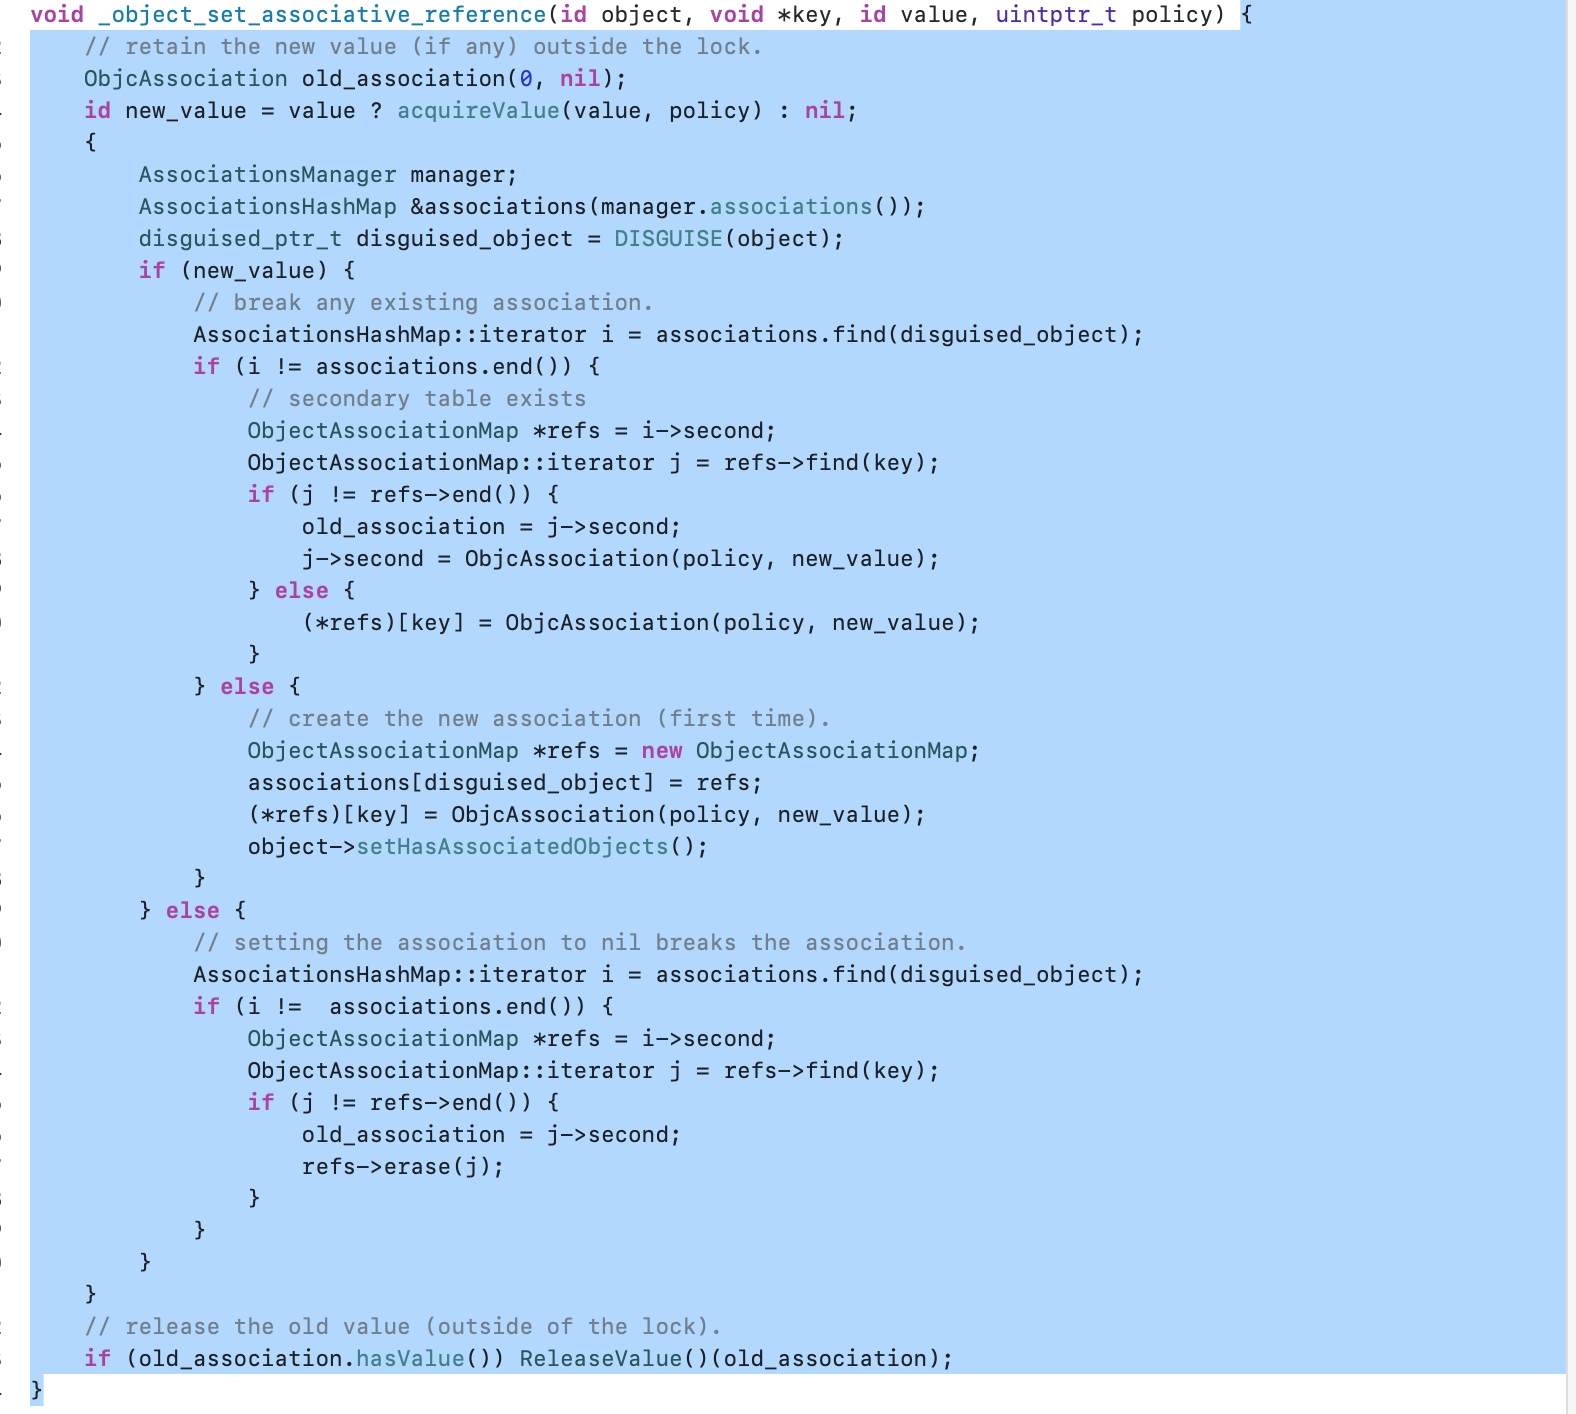 void _object_set_associative_reference(id object, void *key, id value, uintptr_t policy) {
    // retain the new value (if any) outside the lock.
    ObjcAssociation old_association(0, nil);
    id new_value = value ? acquireValue(value, policy) : nil;
    {
        AssociationsManager manager;
        AssociationsHashMap &associations(manager.associations());
        disguised_ptr_t disguised_object = DISGUISE(object);
        if (new_value) {
            // break any existing association.
            AssociationsHashMap::iterator i = associations.find(disguised_object);
            if (i != associations.end()) {
                // secondary table exists
                ObjectAssociationMap *refs = i->second;
                ObjectAssociationMap::iterator j = refs->find(key);
                if (j != refs->end()) {
                    old_association = j->second;
                    j->second = ObjcAssociation(policy, new_value);
                } else {
                    (*refs)[key] = ObjcAssociation(policy, new_value);
                }
            } else {
                // create the new association (first time).
                ObjectAssociationMap *refs = new ObjectAssociationMap;
                associations[disguised_object] = refs;
                (*refs)[key] = ObjcAssociation(policy, new_value);
                object->setHasAssociatedObjects();
            }
        } else {
            // setting the association to nil breaks the association.
            AssociationsHashMap::iterator i = associations.find(disguised_object);
            if (i !=  associations.end()) {
                ObjectAssociationMap *refs = i->second;
                ObjectAssociationMap::iterator j = refs->find(key);
                if (j != refs->end()) {
                    old_association = j->second;
                    refs->erase(j);
                }
            }
        }
    }
    // release the old value (outside of the lock).
    if (old_association.hasValue()) ReleaseValue()(old_association);
}